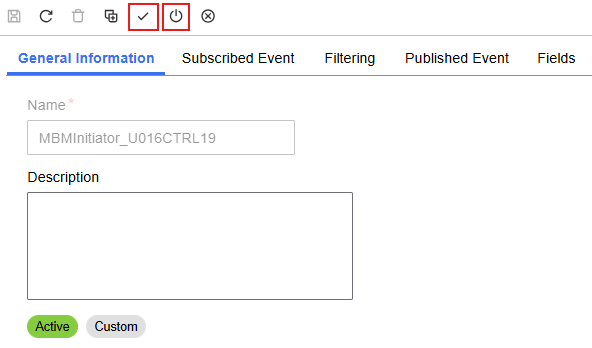 General Information Subscribed Event Filtering Published Event Fields
Name *
MBMInitiator_U016CTRL19
Description
Active Custom